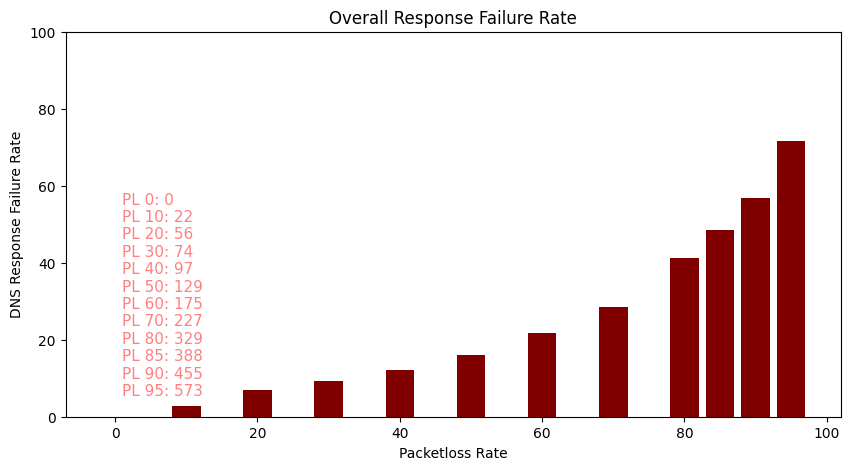 Overall Response Failure Rate
100
80
60
40
20
0
DNS Response Failure Rate
PL 0: 0
PL 10: 22
PL 20: 56
PL 30: 74
PL 40: 97
PL 50: 129
PL 60: 175
PL 70: 227
PL 80: 329
PL 85: 388
PL 90: 455
PL 95: 573
0 20 40 60 80 100
Packetloss Rate